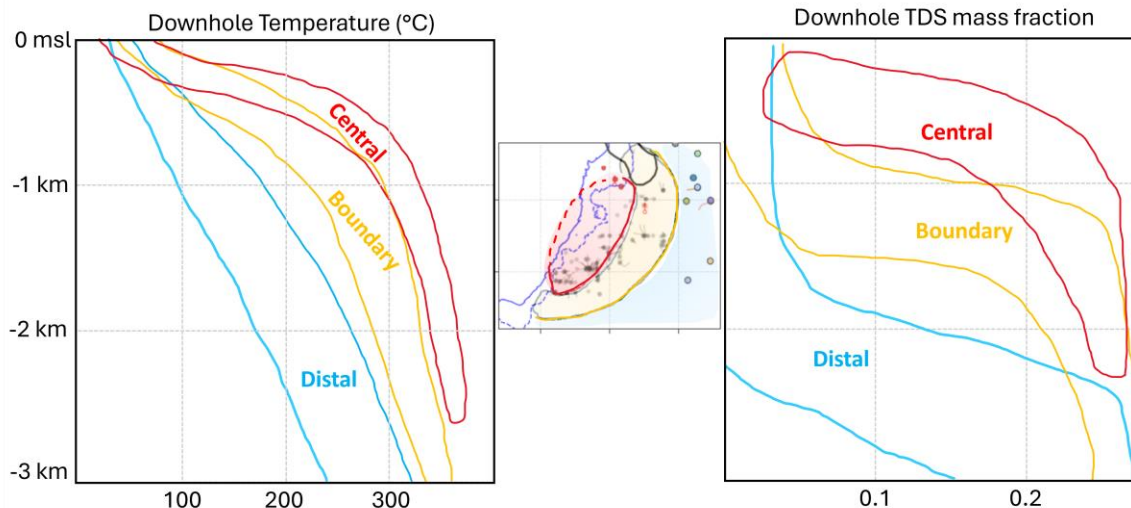 Downhole Temperature (°C)
0 msl
-1 km
-2 km
-3 km
100
200
300
Central
Boundary
Distal
Downhole TDS mass fraction
Central
Boundary
Distal
0.1
0.2